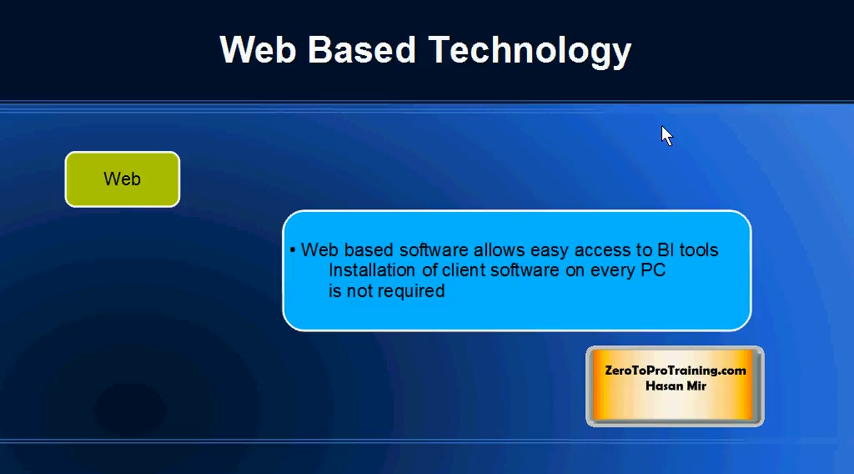 Web Based Technology
Web
• Web based software allows easy access to BI tools
Installation of client software on every PC
is not required
ZeroToProTraining.com
Hasan Mir